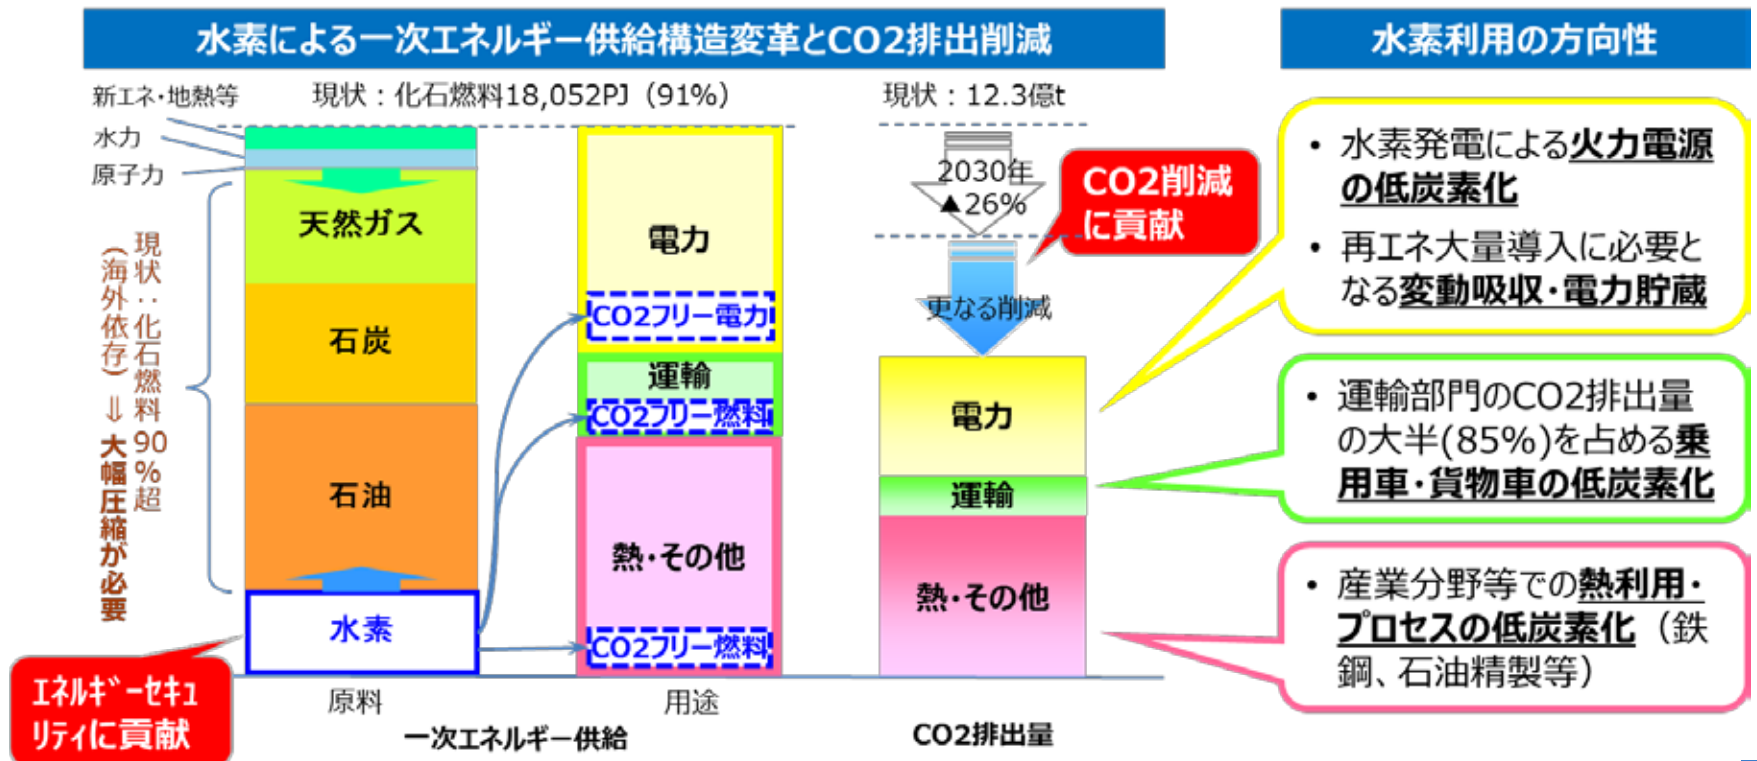 水素による一次エネルギー供給構造変革とCO2排出削減
新エネ・地熱等
水力
原子力
現状：化石燃料18,052PJ（91%）
現状：化石燃料90%超
（海外依存）⇓大幅圧縮が必要
天然ガス
石炭
石油
水素
エネルギーセキュ
リティに貢献
原料
電力
CO2フリー電力
運輸
CO2フリー燃料
熱・その他
CO2フリー燃料
用途
一次エネルギー供給
現状：12.3億t
2030年
▲26%
CO2削減
に貢献
更なる削減
電力
運輸
熱・その他
CO2排出量
水素利用の方向性
• 水素発電による火力電源
の低炭素化
• 再エネ大量導入に必要と
なる変動吸収・電力貯蔵
• 運輸部門のCO2排出量
の大半(85%)を占める乗
用車・貨物車の低炭素化
• 産業分野等での熱利用・
プロセスの低炭素化（鉄
鋼、石油精製等）